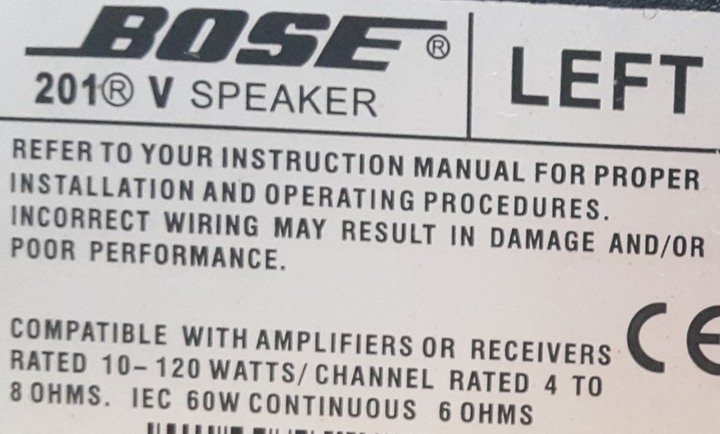 BOSE®
201® V SPEAKER
LEFT
REFER TO YOUR INSTRUCTION MANUAL FOR PROPER
INSTALLATION AND OPERATING PROCEDURES.
INCORRECT WIRING MAY RESULT IN DAMAGE AND/OR
POOR PERFORMANCE.
COMPATIBLE WITH AMPLIFIERS OR RECEIVERS
RATED 10-120 WATTS/CHANNEL RATED 4 TO
8 OHMS. IEC 60W CONTINUOUS 6 OHMS
CE